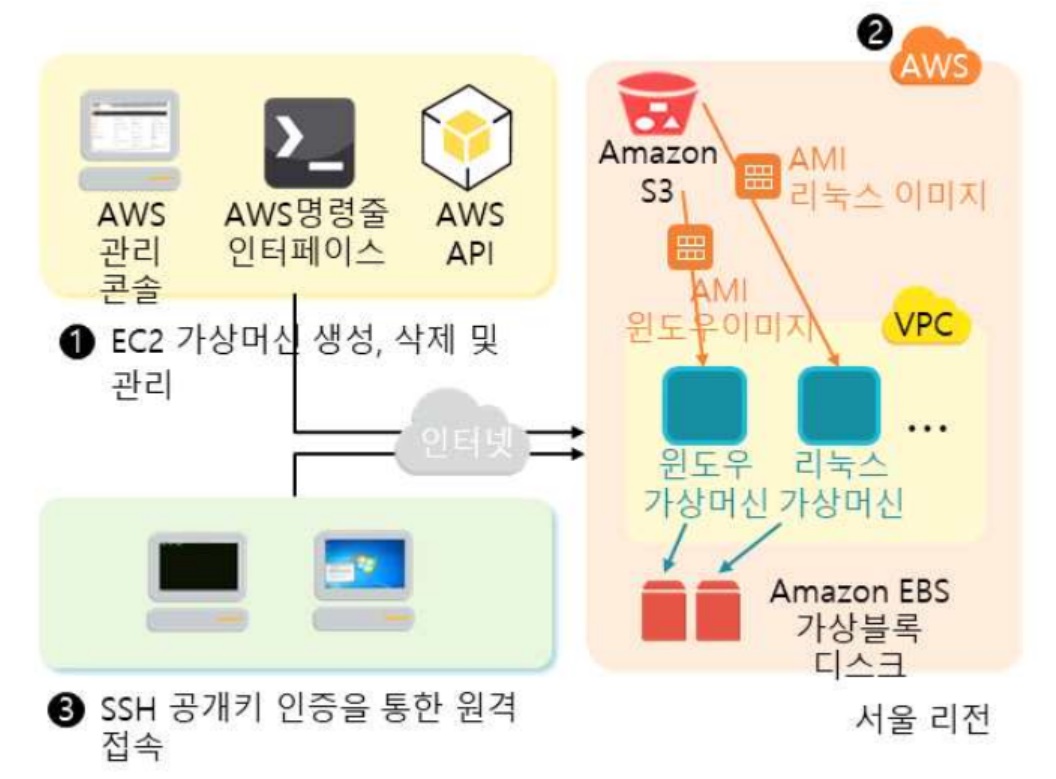 AWS
관리
콘솔
AWS명령줄
인터페이스
AWS
API
❶ EC2 가상머신 생성, 삭제 및
관리
인터넷
❸ SSH 공개키 인증을 통한 원격
접속
❷
AWS
Amazon
S3
AMI
리눅스 이미지
AMI
윈도우이미지
VPC
...
윈도우
가상머신
리눅스
가상머신
Amazon EBS
가상블록
디스크
서울 리전